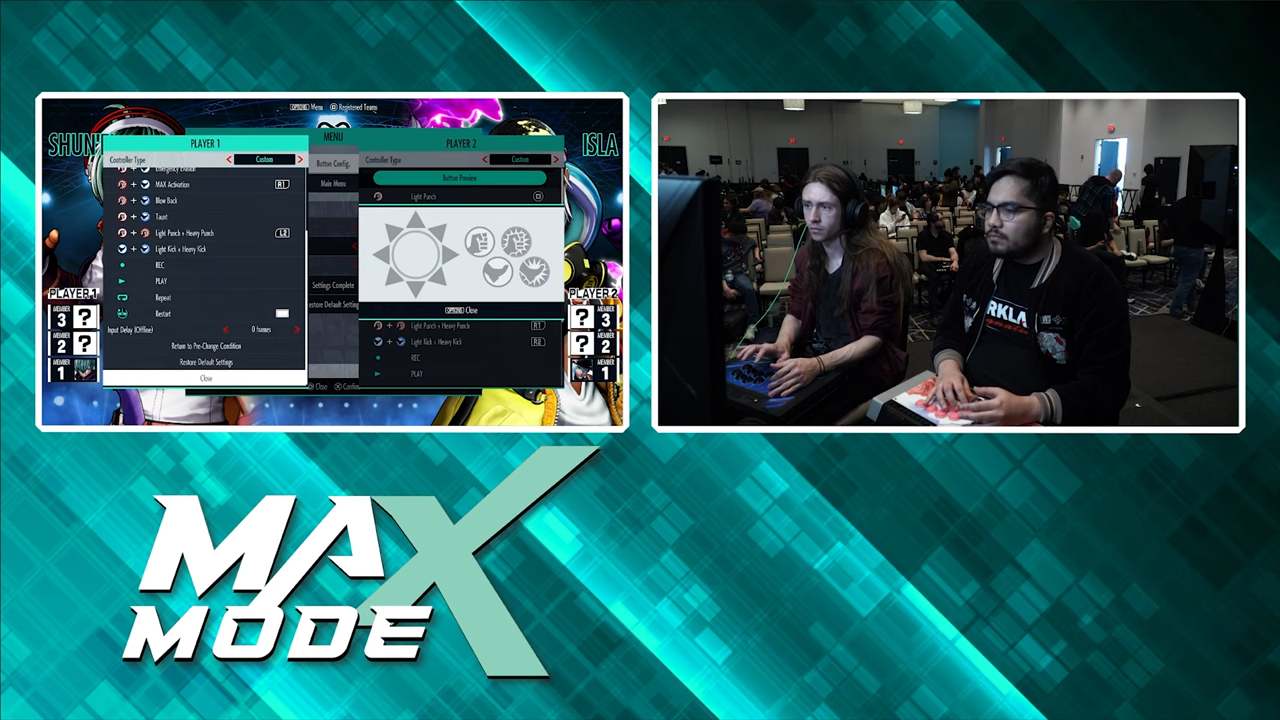 OPTIONS Menu Registered Teams
SHUN
ISLA
MENU
Button Config.
Main Menu
Settings Complete
Close
PLAYER 1
Controller Type
Custom
Emergency Evasion
MAX Activation R1
Blow Back
Taunt
Light Punch + Heavy Punch L2
Light Kick + Heavy Kick
REC
PLAY
Repeat
Restart
Input Delay (Offline) 0 frames
Return to Pre-Change Condition
Restore Default Settings
Close
PLAYER 2
Controller Type
Custom
Button Preview
Light Punch
OPTIONS Close
Light Punch + Heavy Punch R1
Light Kick + Heavy Kick R2
REC
PLAY
PLAYER 1
MEMBER 3 ?
MEMBER 2 ?
MEMBER 1
PLAYER 2
? MEMBER 3
? MEMBER 2
MEMBER 1
RKLA
MAX
MODE